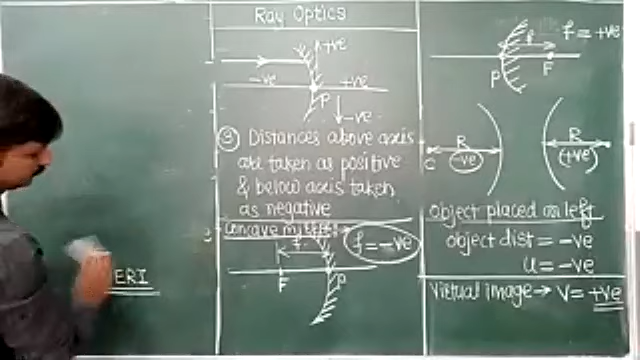 ERI
Ray Optics
+ve
-ve +ve
P
-ve
③ Distances above axis
are taken as positive
& below axis taken
as negative
concave mirror
f f = -ve
F P
f f = +ve
P F
R R
C -ve (+ve)
Object placed on left
object dist = -ve
u = -ve
Virtual image → V = +ve